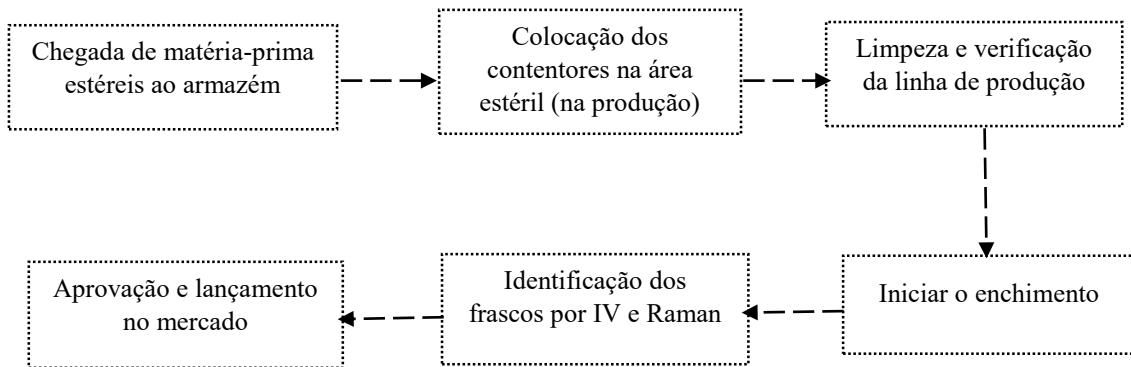 Chegada de matéria-prima
estéreis ao armazém
Colocação dos
contentores na área
estéril (na produção)
Limpeza e verificação
da linha de produção
Iniciar o enchimento
Identificação dos
frascos por IV e Raman
Aprovação e lançamento
no mercado